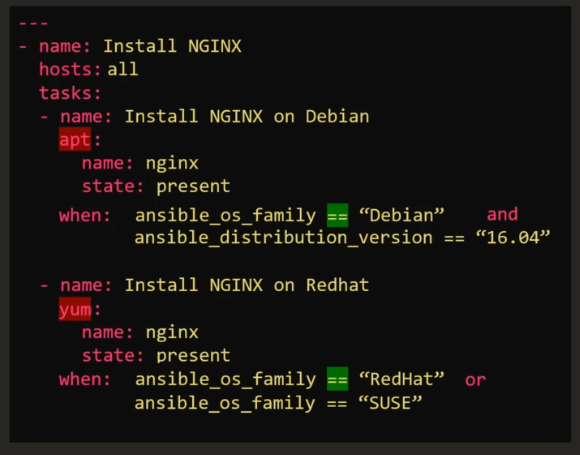 ---
- name: Install NGINX
hosts: all
tasks:
- name: Install NGINX on Debian
apt:
name: nginx
state: present
when: ansible_os_family == “Debian” and
ansible_distribution_version == “16.04”
- name: Install NGINX on Redhat
yum:
name: nginx
state: present
when: ansible_os_family == “RedHat” or
ansible_os_family == “SUSE”